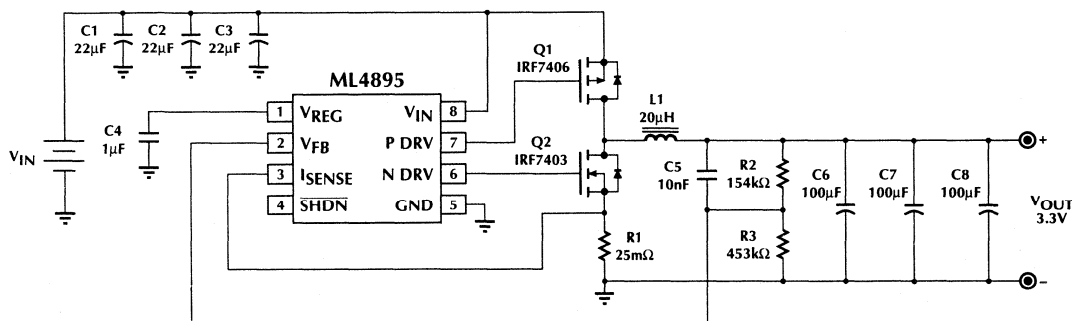 C1
22μF
C2
22μF
C3
22μF
Q1
IRF7406
ML4895
1 VREG
VIN 8
2 VFB
P DRV 7
3 ISENSE
N DRV 6
4 SHDN
GND 5
C4
1μF
VIN
Q2
IRF7403
L1
20μH
C5
10nF
R2
154kΩ
R3
453kΩ
R1
25mΩ
C6
100μF
C7
100μF
C8
100μF
+
VOUT
3.3V
–